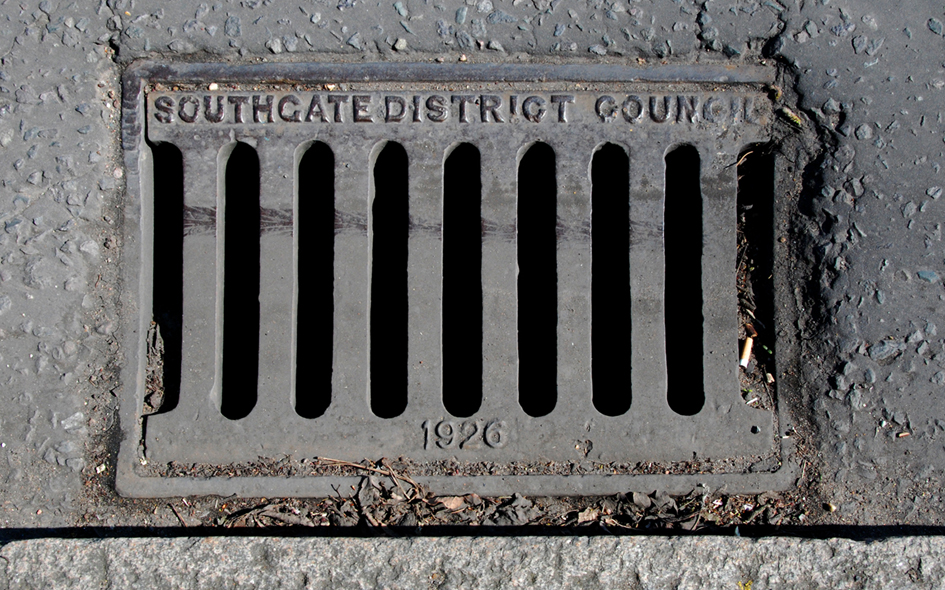 SOUTHGATE DISTRICT COUNCIL
1926